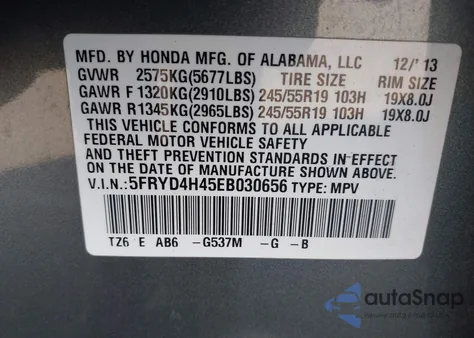 MFD. BY HONDA MFG. OF ALABAMA, LLC 12/'13
GVWR 2575KG(5677LBS) TIRE SIZE RIM SIZE
GAWR F 1320KG(2910LBS) 245/55R19 103H 19X8.0J
GAWR R 1345KG(2965LBS) 245/55R19 103H 19X8.0J
THIS VEHICLE CONFORMS TO ALL APPLICABLE
FEDERAL MOTOR VEHICLE SAFETY
AND THEFT PREVENTION STANDARDS IN EFFECT
ON THE DATE OF MANUFACTURE SHOWN ABOVE.
V.I.N.:5FRYD4H45EB030656 TYPE: MPV
TZ6 E AB6 -G537M -G -B
autoSnap